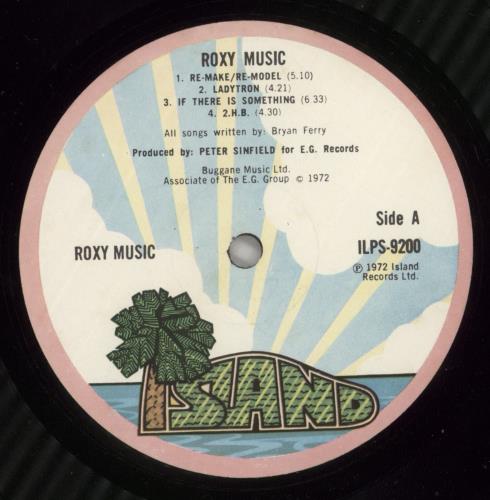 ROXY MUSIC
1. RE-MAKE/RE-MODEL (5.10)
2. LADYTRON (4.21)
3. IF THERE IS SOMETHING (6.33)
4. 2.H.B. (4.30)
All songs written by: Bryan Ferry
Produced by: PETER SINFIELD for E.G. Records
Buggane Music Ltd.
Associate of The E.G. Group © 1972
Side A
ROXY MUSIC
ILPS-9200
℗ 1972 Island
Records Ltd.
ISLAND